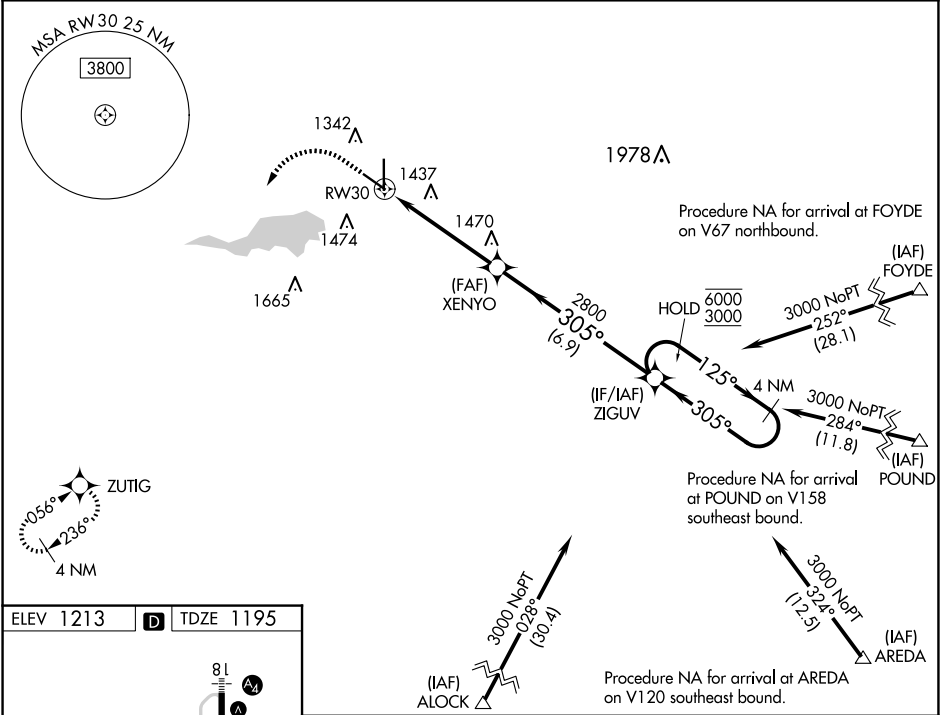 MSA RW30 25 NM
3800
1342
1437
RW30
1474
1470
1665
1978
(FAF)
XENYO
2800
305°
(6.9)
HOLD
6000
3000
Procedure NA for arrival at FOYDE
on V67 northbound.
(IAF)
FOYDE
3000 NoPT
252°
(28.1)
(IF/IAF)
ZIGUV
125°
305°
4 NM
3000 NoPT
284°
(11.8)
(IAF)
POUND
Procedure NA for arrival
at POUND on V158
southeast bound.
ZUTIG
056°
236°
4 NM
3000 NoPT
028°
(30.4)
(IAF)
ALOCK
3000 NoPT
324°
(12.5)
(IAF)
AREDA
Procedure NA for arrival at AREDA
on V120 southeast bound.
ELEV 1213
D
TDZE 1195
18
A4